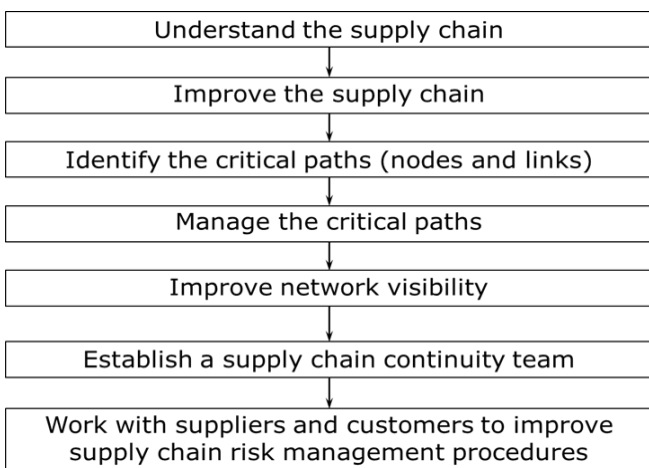 Understand the supply chain
Improve the supply chain
Identify the critical paths (nodes and links)
Manage the critical paths
Improve network visibility
Establish a supply chain continuity team
Work with suppliers and customers to improve
supply chain risk management procedures